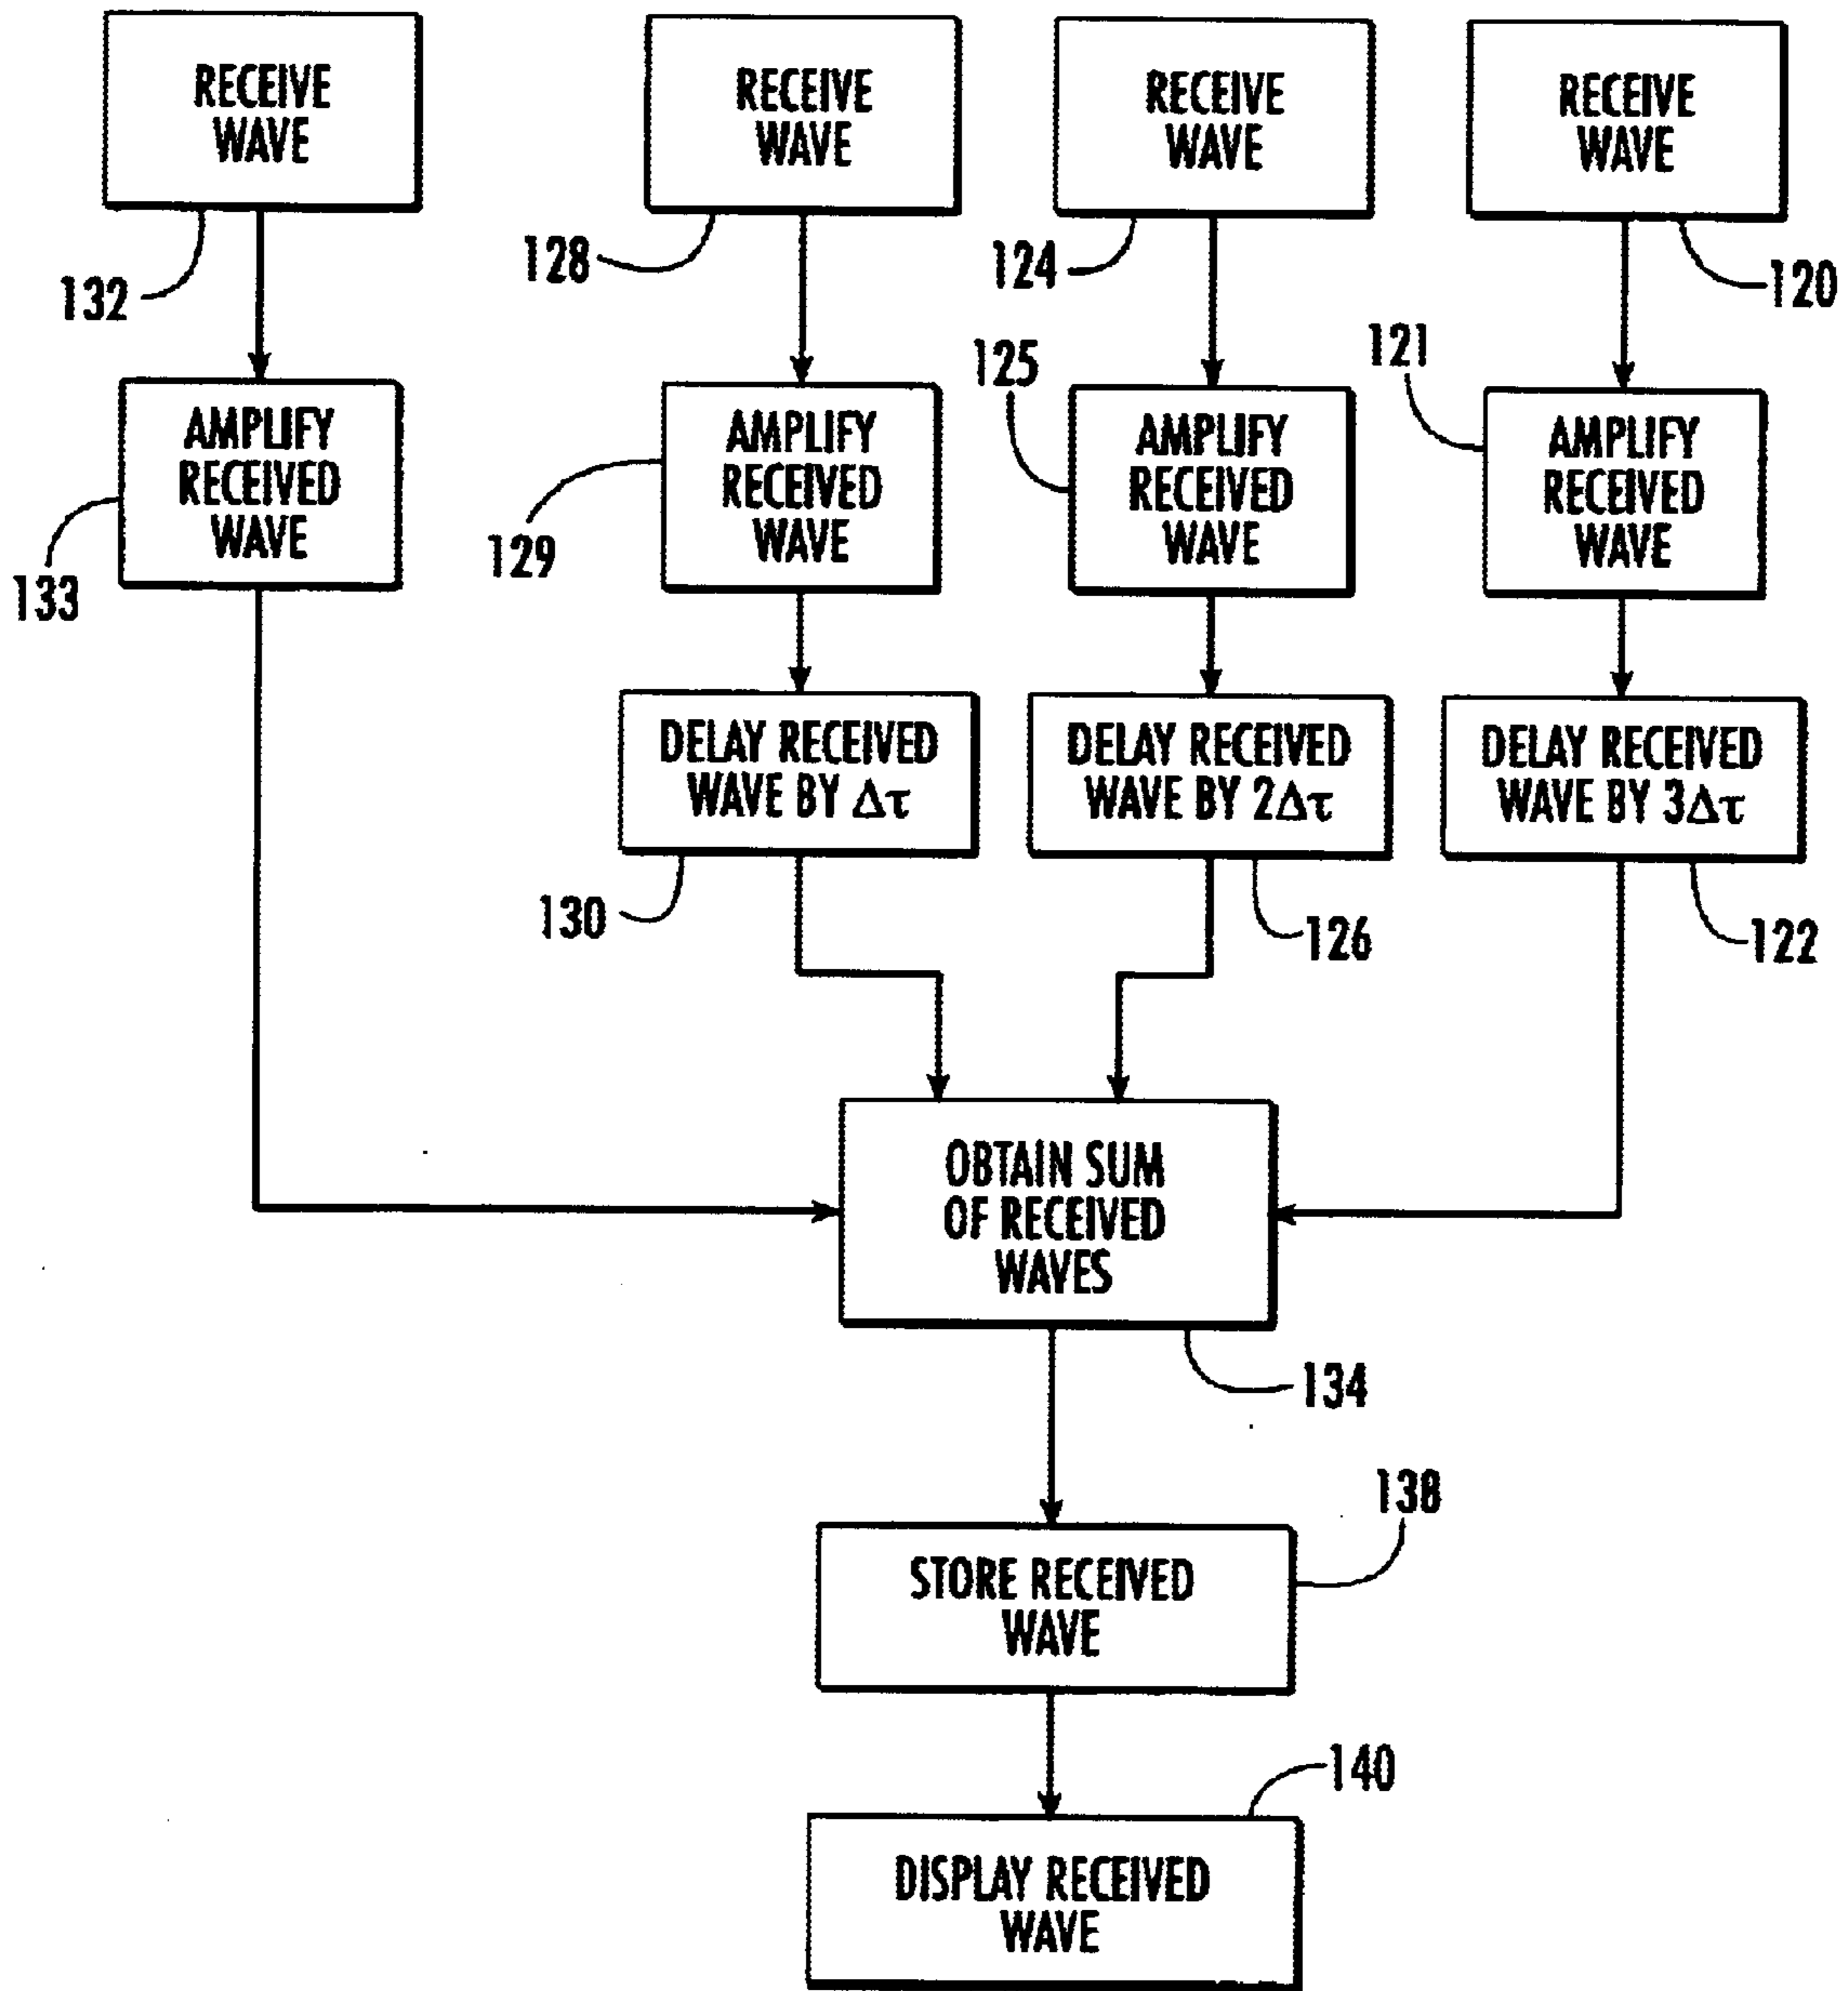 RECEIVE
WAVE
RECEIVE
WAVE
RECEIVE
WAVE
RECEIVE
WAVE
132
128
124
120
AMPLIFY
RECEIVED
WAVE
133
AMPLIFY
RECEIVED
WAVE
129
AMPLIFY
RECEIVED
WAVE
125
AMPLIFY
RECEIVED
WAVE
121
DELAY RECEIVED
WAVE BY Δτ
130
DELAY RECEIVED
WAVE BY 2Δτ
126
DELAY RECEIVED
WAVE BY 3Δτ
122
OBTAIN SUM
OF RECEIVED
WAVES
134
STORE RECEIVED
WAVE
138
DISPLAY RECEIVED
WAVE
140